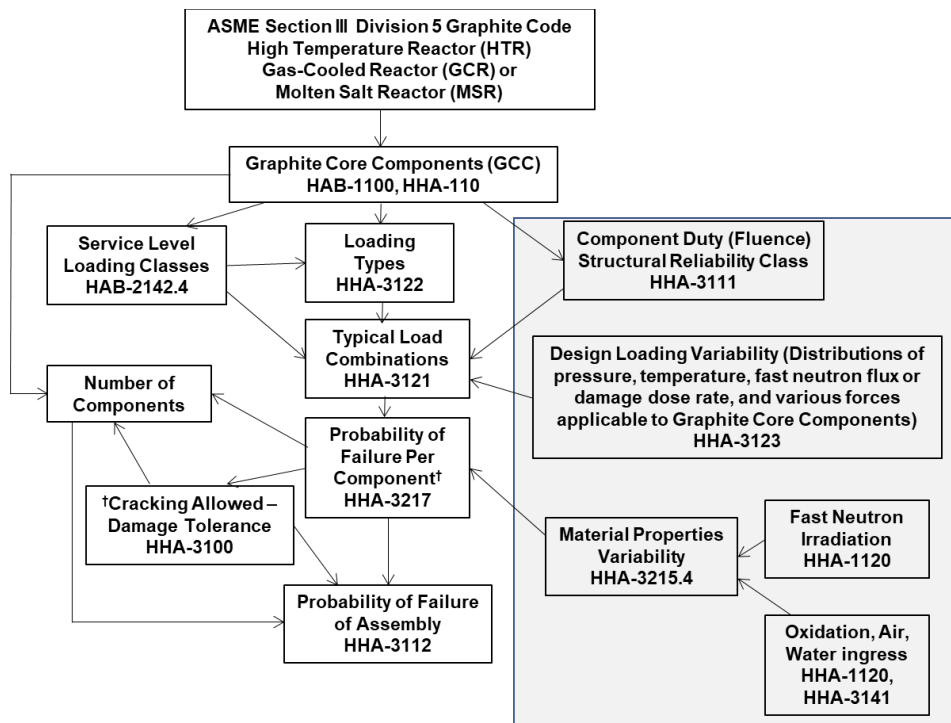 ASME Section III Division 5 Graphite Code
High Temperature Reactor (HTR)
Gas-Cooled Reactor (GCR) or
Molten Salt Reactor (MSR)
Graphite Core Components (GCC)
HAB-1100, HHA-110
Service Level
Loading Classes
HAB-2142.4
Loading
Types
HHA-3122
Component Duty (Fluence)
Structural Reliability Class
HHA-3111
Typical Load
Combinations
HHA-3121
Design Loading Variability (Distributions of
pressure, temperature, fast neutron flux or
damage dose rate, and various forces
applicable to Graphite Core Components)
HHA-3123
Number of
Components
Probability of
Failure Per
Component†
HHA-3217
†Cracking Allowed –
Damage Tolerance
HHA-3100
Material Properties
Variability
HHA-3215.4
Fast Neutron
Irradiation
HHA-1120
Probability of Failure
of Assembly
HHA-3112
Oxidation, Air,
Water ingress
HHA-1120,
HHA-3141